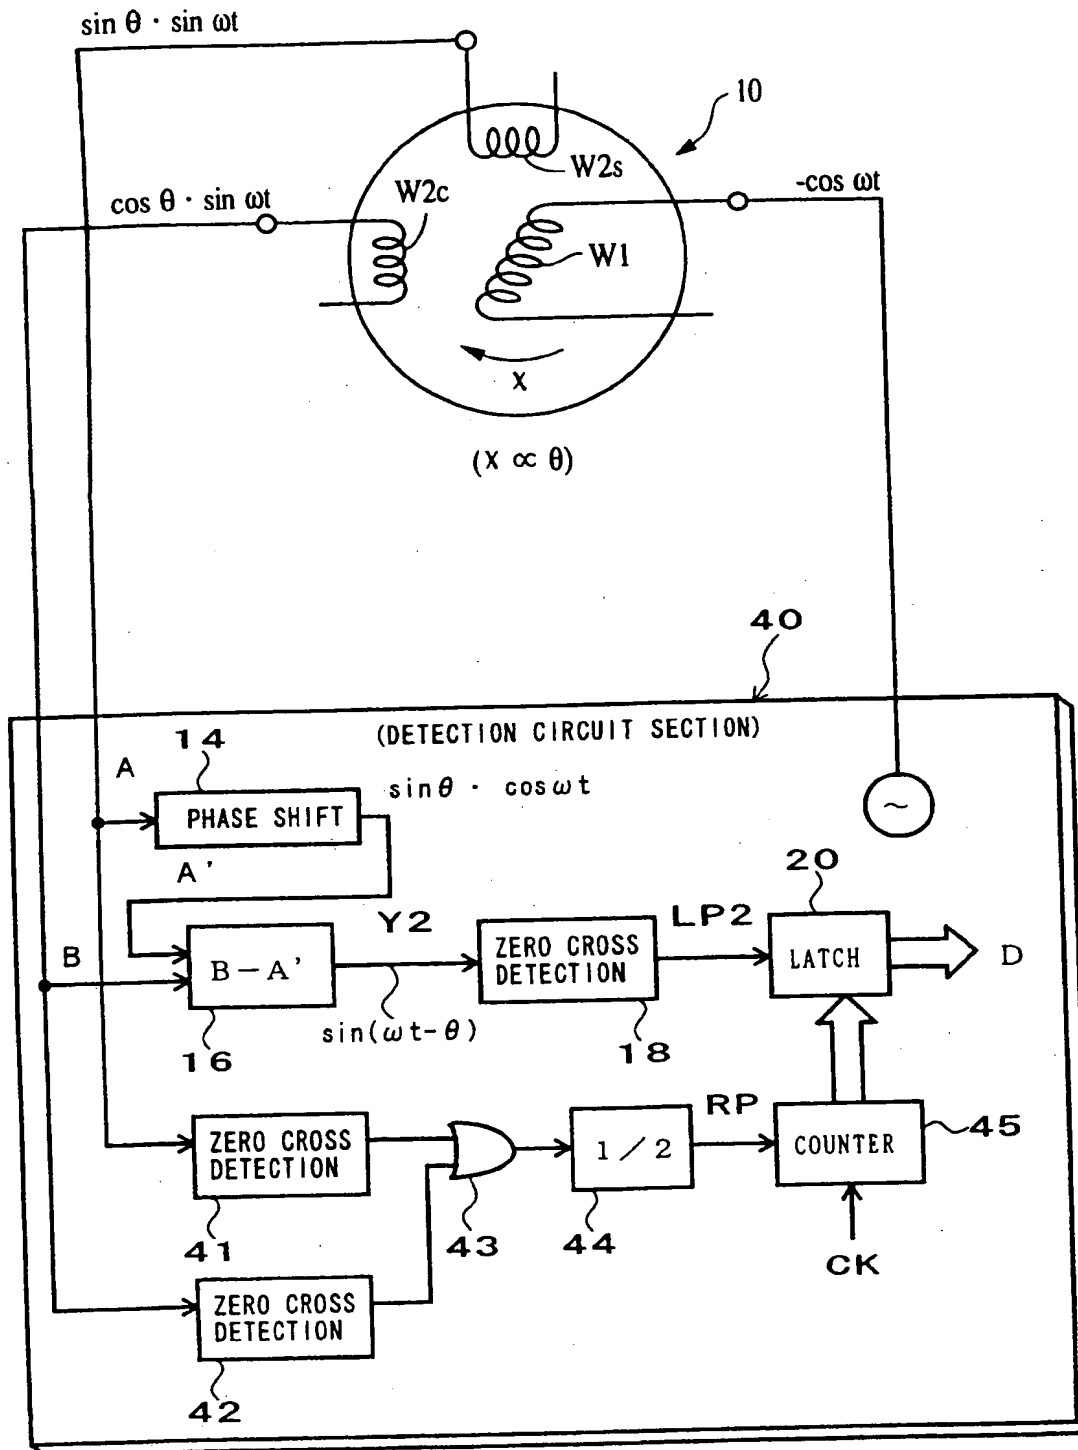 sin θ · sin ωt
10
W2s
W2c
-cos ωt
cos θ · sin ωt
W1
X
(X ∝ θ)
40
(DETECTION CIRCUIT SECTION)
14
A
sinθ · cosωt
PHASE SHIFT
~
A'
20
Y2
LP2
B
B-A'
ZERO CROSS
DETECTION
LATCH
D
sin(ωt-θ)
16
18
RP
ZERO CROSS
DETECTION
1/2
COUNTER
45
41
43
44
CK
ZERO CROSS
DETECTION
42